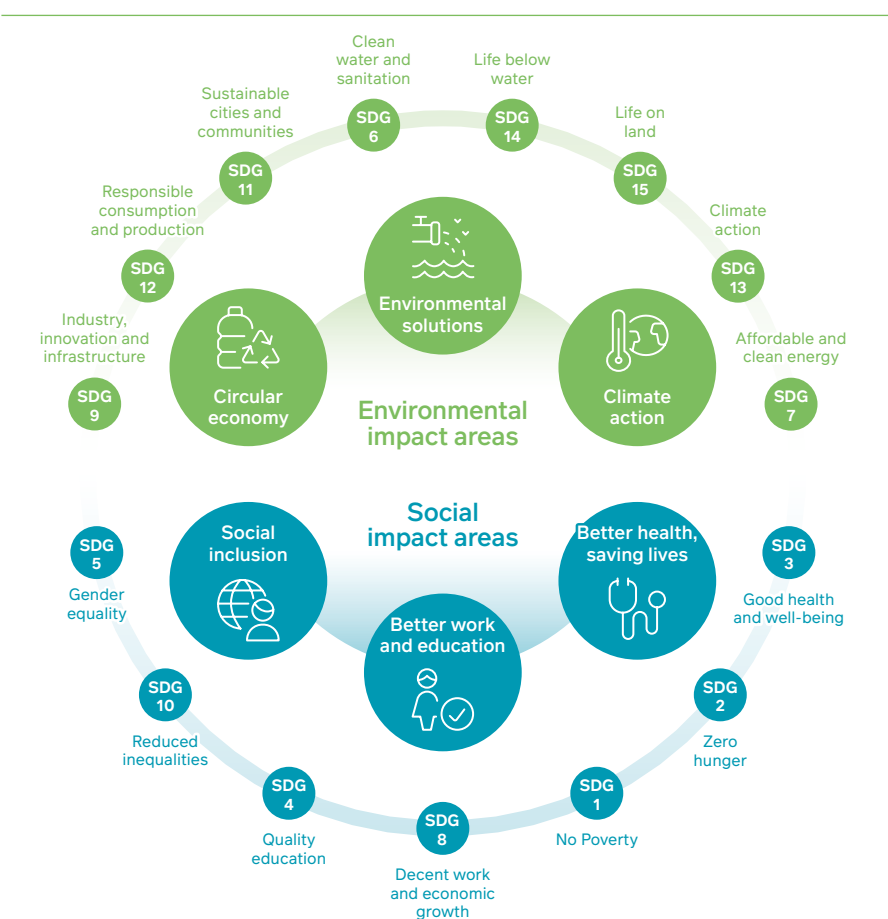 Clean
water and
sanitation
SDG
6
Life below
water
SDG
14
Sustainable
cities and
communities
SDG
11
Life on
land
SDG
15
Responsible
consumption
and production
SDG
12
Climate
action
SDG
13
Industry,
innovation and
infrastructure
SDG
9
Affordable and
clean energy
SDG
7
Environmental
solutions
Circular
economy
Climate
action
Environmental
impact areas
Social
impact areas
Social
inclusion
Better health,
saving lives
Better work
and education
SDG
5
Gender
equality
SDG
3
Good health
and well-being
SDG
10
Reduced
inequalities
SDG
2
Zero
hunger
SDG
4
Quality
education
SDG
1
No Poverty
SDG
8
Decent work
and economic
growth